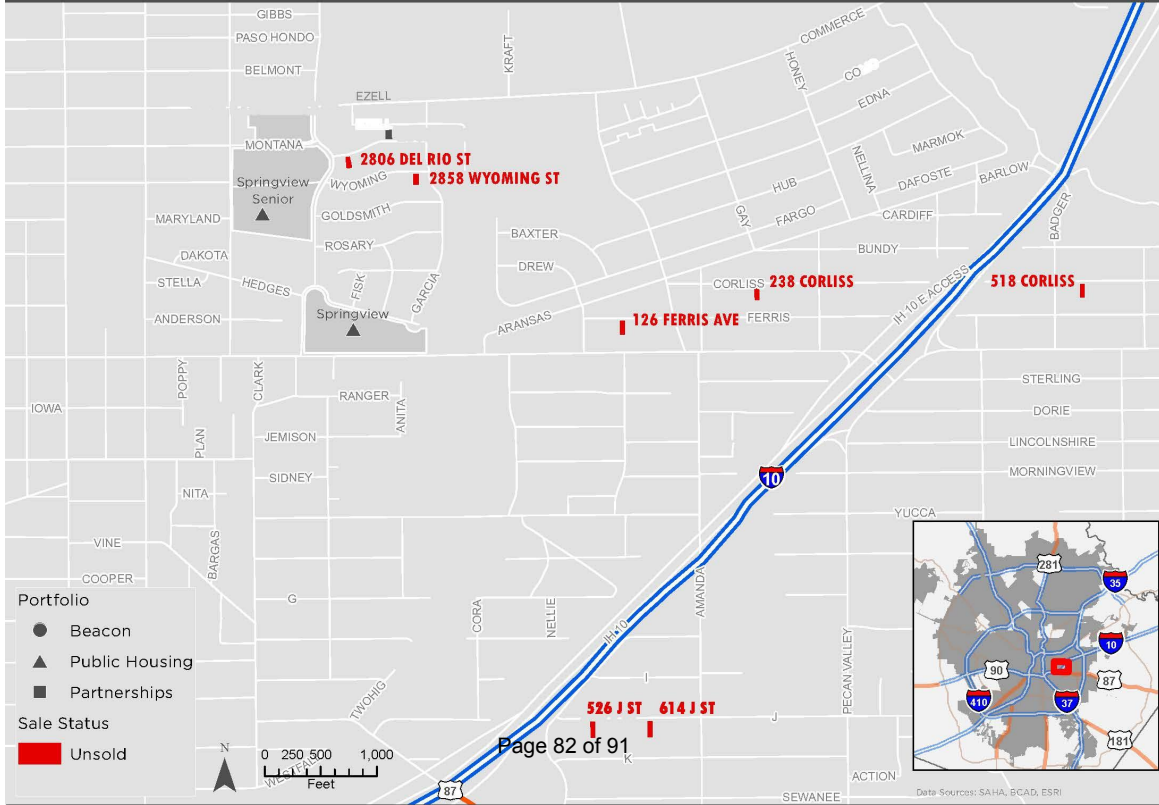 GIBBS
PASO HONDO
BELMONT
KRAFT
COMMERCE
HONEY
EDNA
MARMOK
EZELL
MONTANA
2806 DEL RIO ST
2858 WYOMING ST
WYOMING
Springview
Senior
GOLDSMITH
MARYLAND
ROSARY
DAKOTA
STELLA
HEDGES
FISK
GARCIA
ANDERSON
Springview
BAXTER
DREW
ARANSAS
HUB
GAY
FARGO
NELLINA
DAFOSTE
BARLOW
CARDIFF
BUNDY
BADGER
CORLISS
238 CORLISS
518 CORLISS
126 FERRIS AVE
FERRIS
IH 10 E ACCESS
POPPY
CLARK
RANGER
ANITA
IOWA
PLAN
JEMISON
SIDNEY
NITA
VINE
BARGAS
COOPER
G
STERLING
DORIE
LINCOLNSHIRE
MORNINGVIEW
10
YUCCA
CORA
NELLIE
IH 10
AMANDA
PECAN VALLEY
I
TWOHIG
526 J ST
614 J ST
J
K
WESTFALL
87
ACTION
SEWANEE
Page 82 of 91
Portfolio
Beacon
Public Housing
Partnerships
Sale Status
Unsold
N
0 250 500 1,000
Feet
281
35
10
90
87
410
37
181
Data Sources: SAHA, BCAD, ESRI